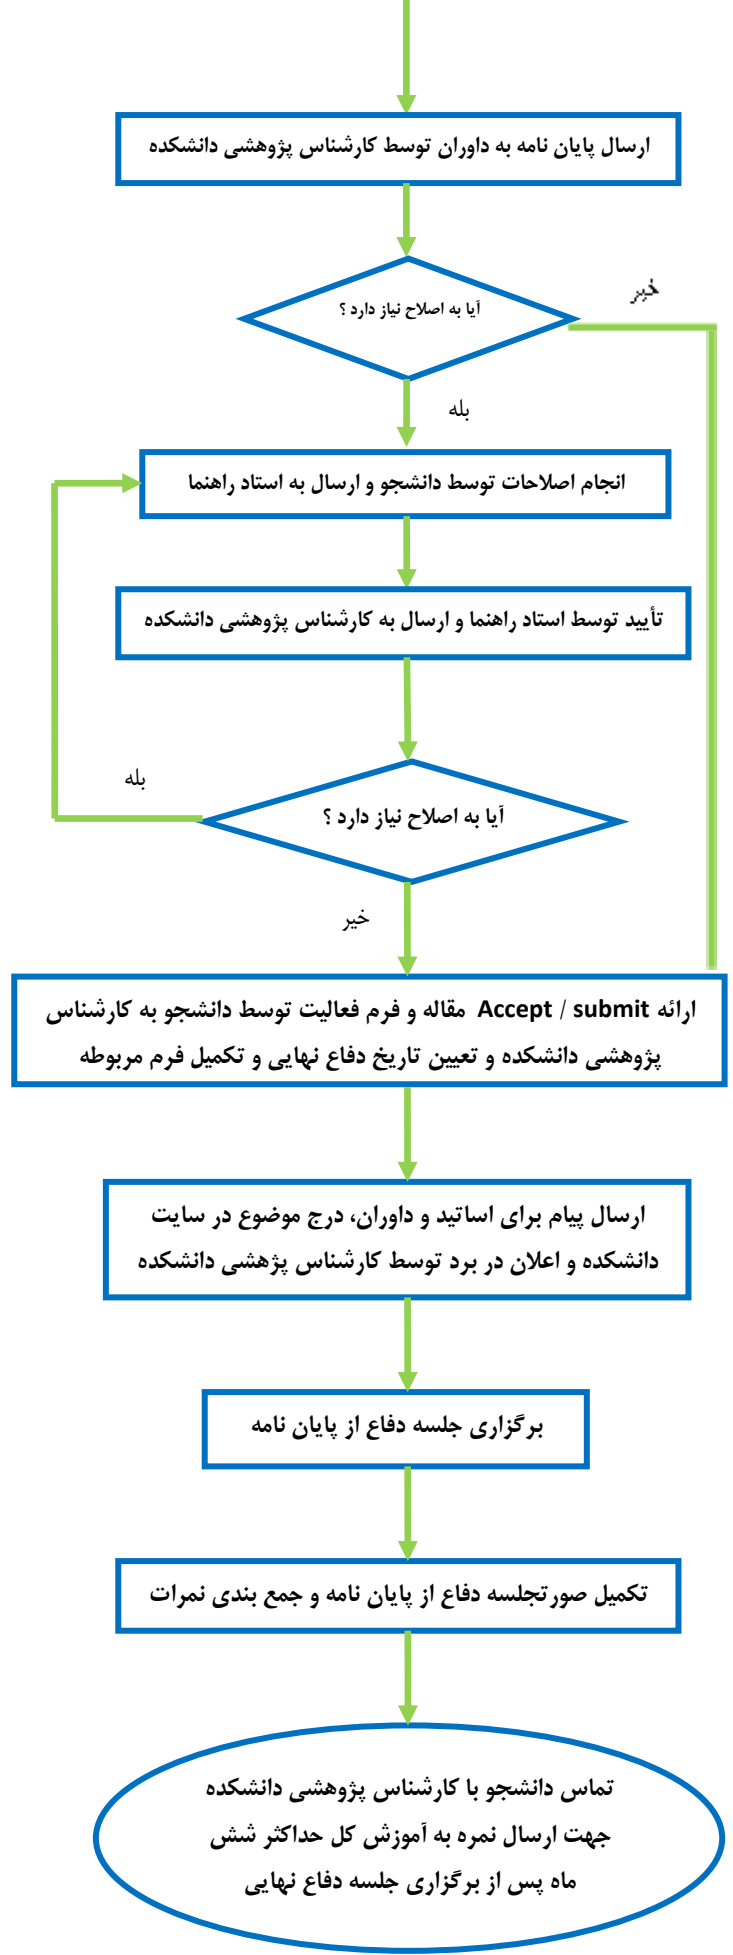 ارسال پایان نامه به داوران توسط کارشناس پژوهشی دانشکده
آیا به اصلاح نیاز دارد ؟
خیر
بله
انجام اصلاحات توسط دانشجو و ارسال به استاد راهنما
تأیید توسط استاد راهنما و ارسال به کارشناس پژوهشی دانشکده
بله
آیا به اصلاح نیاز دارد ؟
خیر
ارائه Accept / submit مقاله و فرم فعالیت توسط دانشجو به کارشناس
پژوهشی دانشکده و تعیین تاریخ دفاع نهایی و تکمیل فرم مربوطه
ارسال پیام برای اساتید و داوران، درج موضوع در سایت
دانشکده و اعلان در برد توسط کارشناس پژهشی دانشکده
برگزاری جلسه دفاع از پایان نامه
تکمیل صورتجلسه دفاع از پایان نامه و جمع بندی نمرات
تماس دانشجو با کارشناس پژوهشی دانشکده
جهت ارسال نمره به آموزش کل حداکثر شش
ماه پس از برگزاری جلسه دفاع نهایی